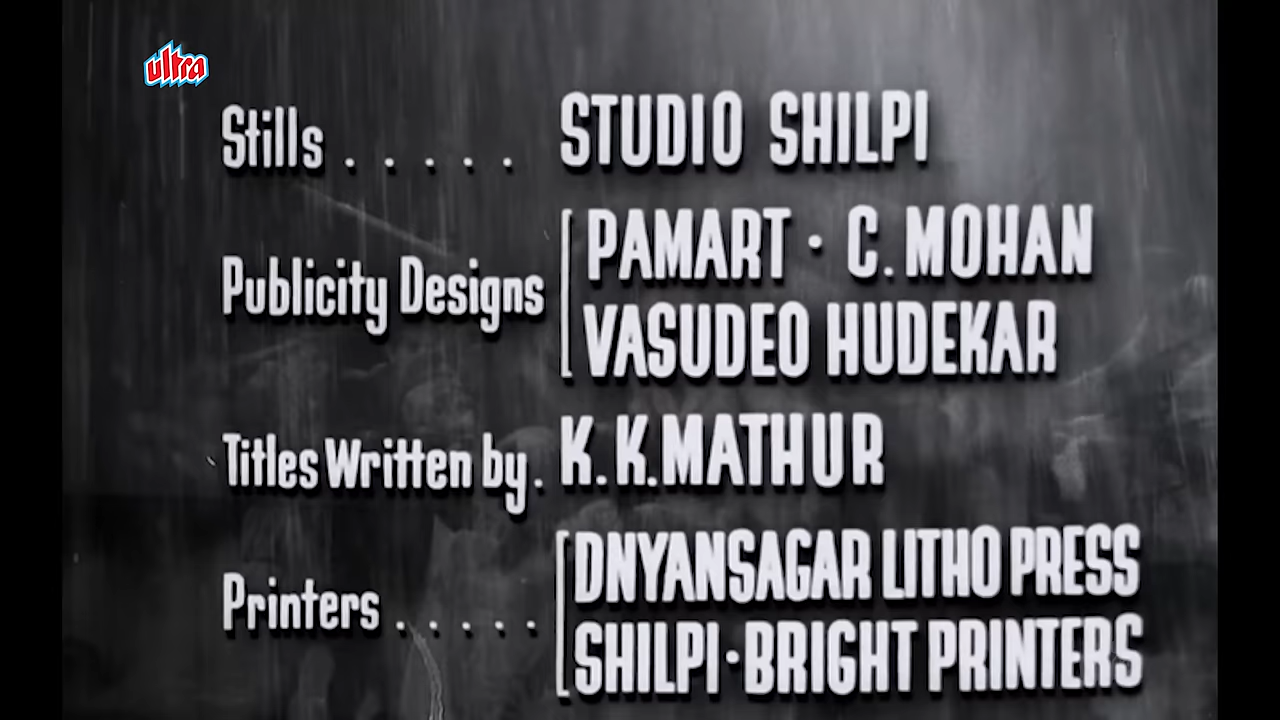 ultra
Stills . . . . . STUDIO SHILPI
Publicity Designs PAMART · C. MOHAN
VASUDEO HUDEKAR
Titles Written by . K. K. MATHUR
Printers . . . . . DNYANSAGAR LITHO PRESS
SHILPI · BRIGHT PRINTERS